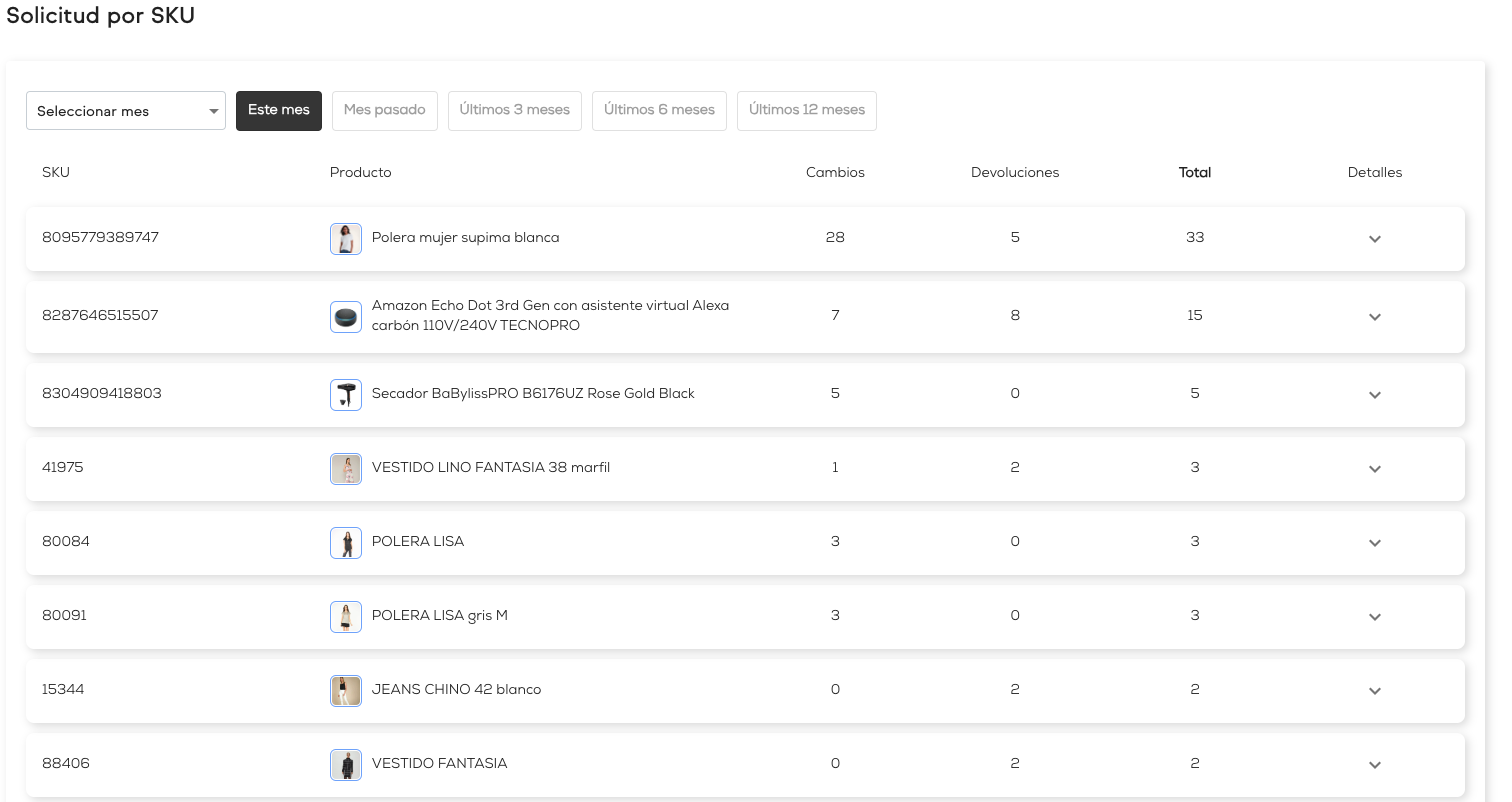 Solicitud por SKU
Seleccionar mes
Este mes
Mes pasado
Últimos 3 meses
Últimos 6 meses
Últimos 12 meses
SKU Producto Cambios Devoluciones Total Detalles
8095779389747 Polera mujer supima blanca 28 5 33
8287646515507 Amazon Echo Dot 3rd Gen con asistente virtual Alexa
carbón 110V/240V TECNOPRO 7 8 15
8304909418803 Secador BaBylissPRO B6176UZ Rose Gold Black 5 0 5
41975 VESTIDO LINO FANTASIA 38 marfil 1 2 3
80084 POLERA LISA 3 0 3
80091 POLERA LISA gris M 3 0 3
15344 JEANS CHINO 42 blanco 0 2 2
88406 VESTIDO FANTASIA 0 2 2